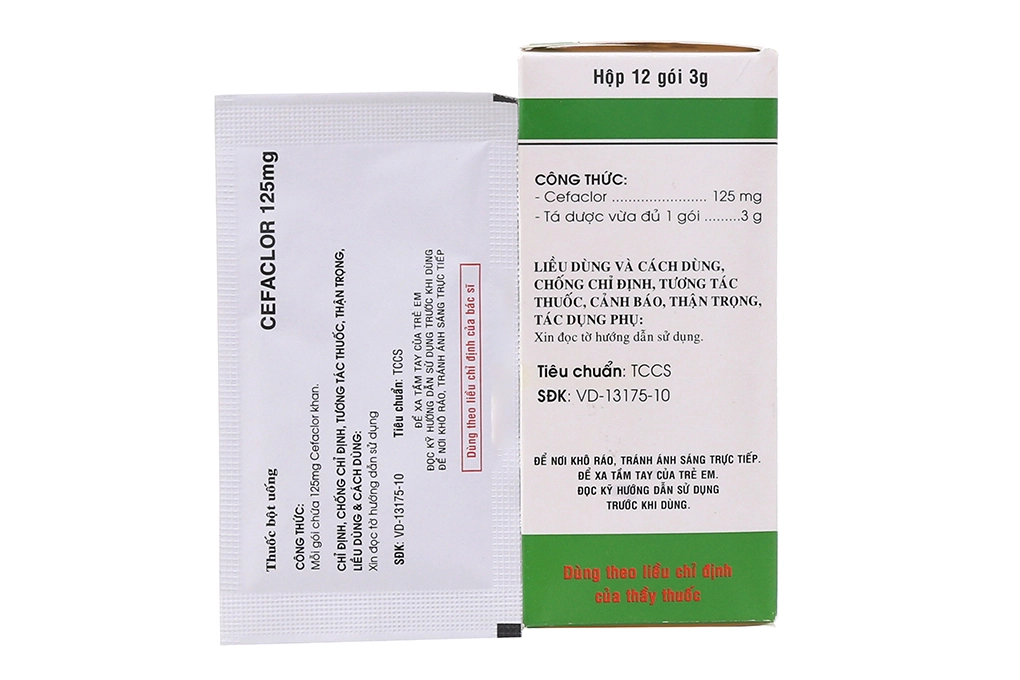 Thuốc bột uống
CEFACLOR 125mg
CÔNG THỨC:
Mỗi gói chứa 125mg Cefaclor khan.
CHỈ ĐỊNH, CHỐNG CHỈ ĐỊNH, TƯƠNG TÁC THUỐC, THẬN TRỌNG,
LIỀU DÙNG & CÁCH DÙNG:
Xin đọc tờ hướng dẫn sử dụng
SĐK: VD-13175-10 Tiêu chuẩn: TCCS
ĐỂ XA TẦM TAY CỦA TRẺ EM
ĐỌC KỸ HƯỚNG DẪN SỬ DỤNG TRƯỚC KHI DÙNG
ĐỂ NƠI KHÔ RÁO, TRÁNH ÁNH SÁNG TRỰC TIẾP
Dùng theo liều chỉ định của bác sĩ
Hộp 12 gói 3g
CÔNG THỨC:
- Cefaclor ....................... 125 mg
- Tá dược vừa đủ 1 gói .........3 g
LIỀU DÙNG VÀ CÁCH DÙNG,
CHỐNG CHỈ ĐỊNH, TƯƠNG TÁC
THUỐC, CẢNH BÁO, THẬN TRỌNG,
TÁC DỤNG PHỤ:
Xin đọc tờ hướng dẫn sử dụng.
Tiêu chuẩn: TCCS
SĐK: VD-13175-10
ĐỂ NƠI KHÔ RÁO, TRÁNH ÁNH SÁNG TRỰC TIẾP.
ĐỂ XA TẦM TAY CỦA TRẺ EM.
ĐỌC KỸ HƯỚNG DẪN SỬ DỤNG
TRƯỚC KHI DÙNG.
Dùng theo liều chỉ định
của thầy thuốc